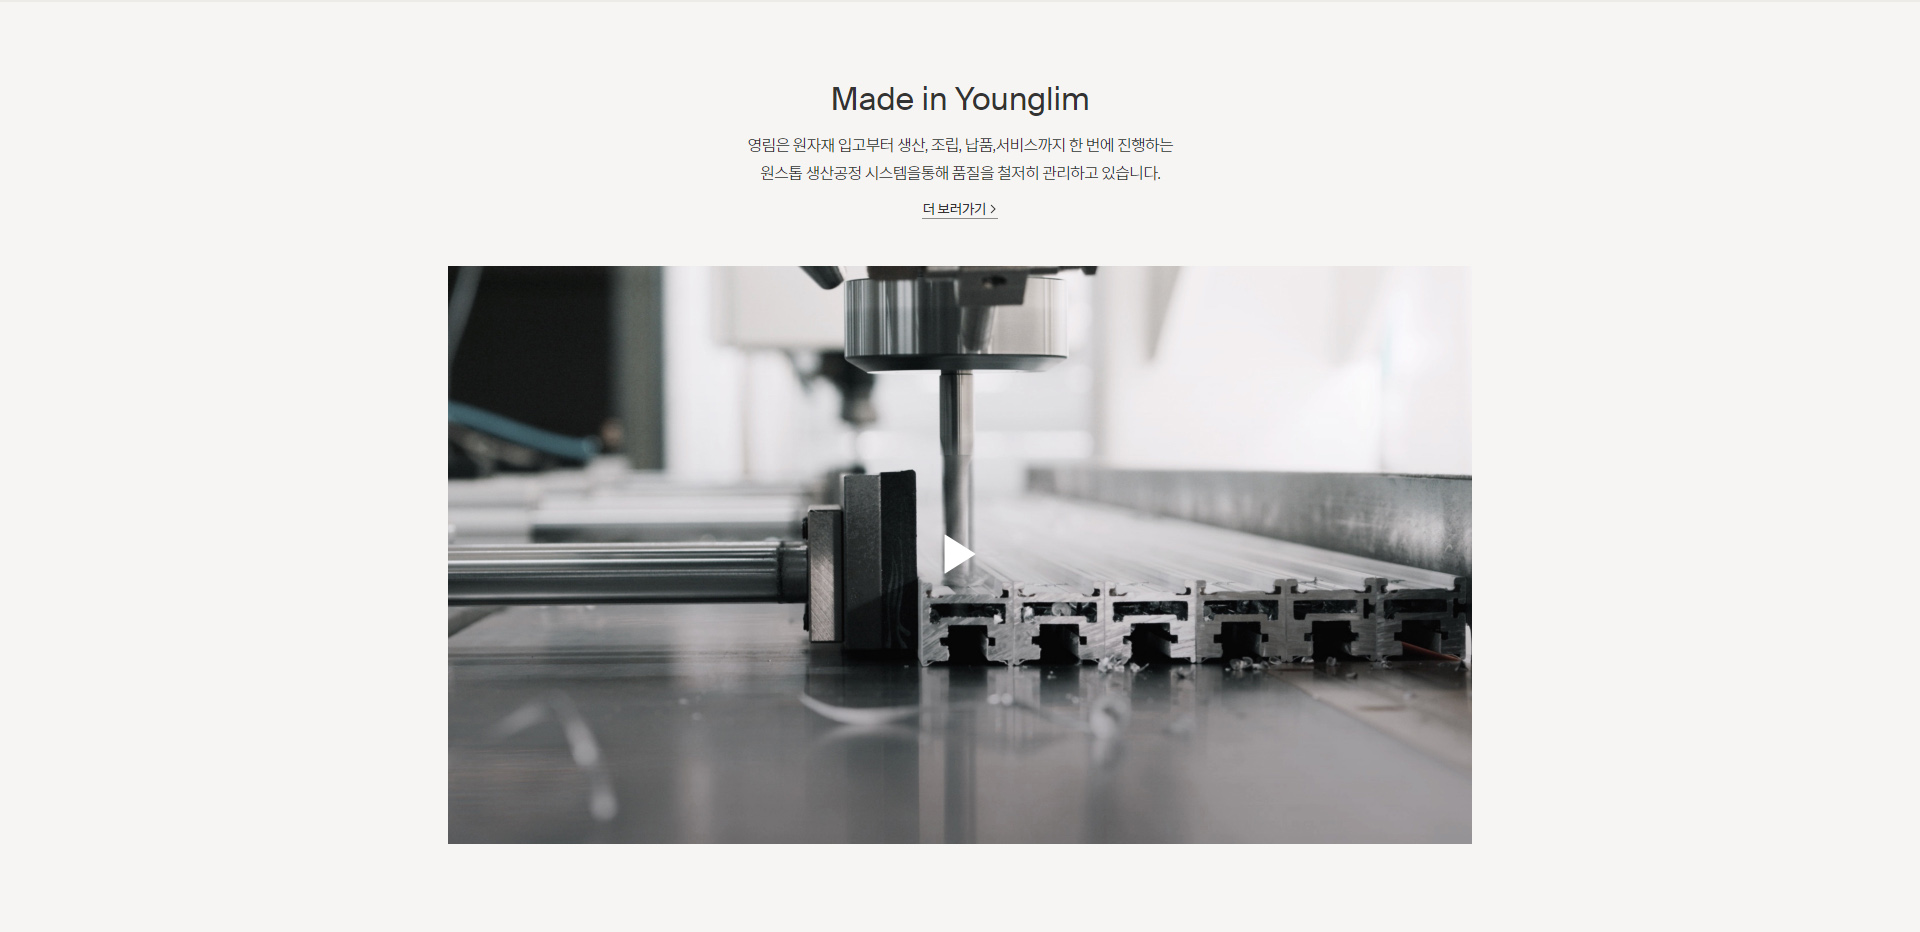 Made in Younglim
영림은 원자재 입고부터 생산, 조립, 납품,서비스까지 한 번에 진행하는
원스톱 생산공정 시스템을통해 품질을 철저히 관리하고 있습니다.
더 보러가기 >